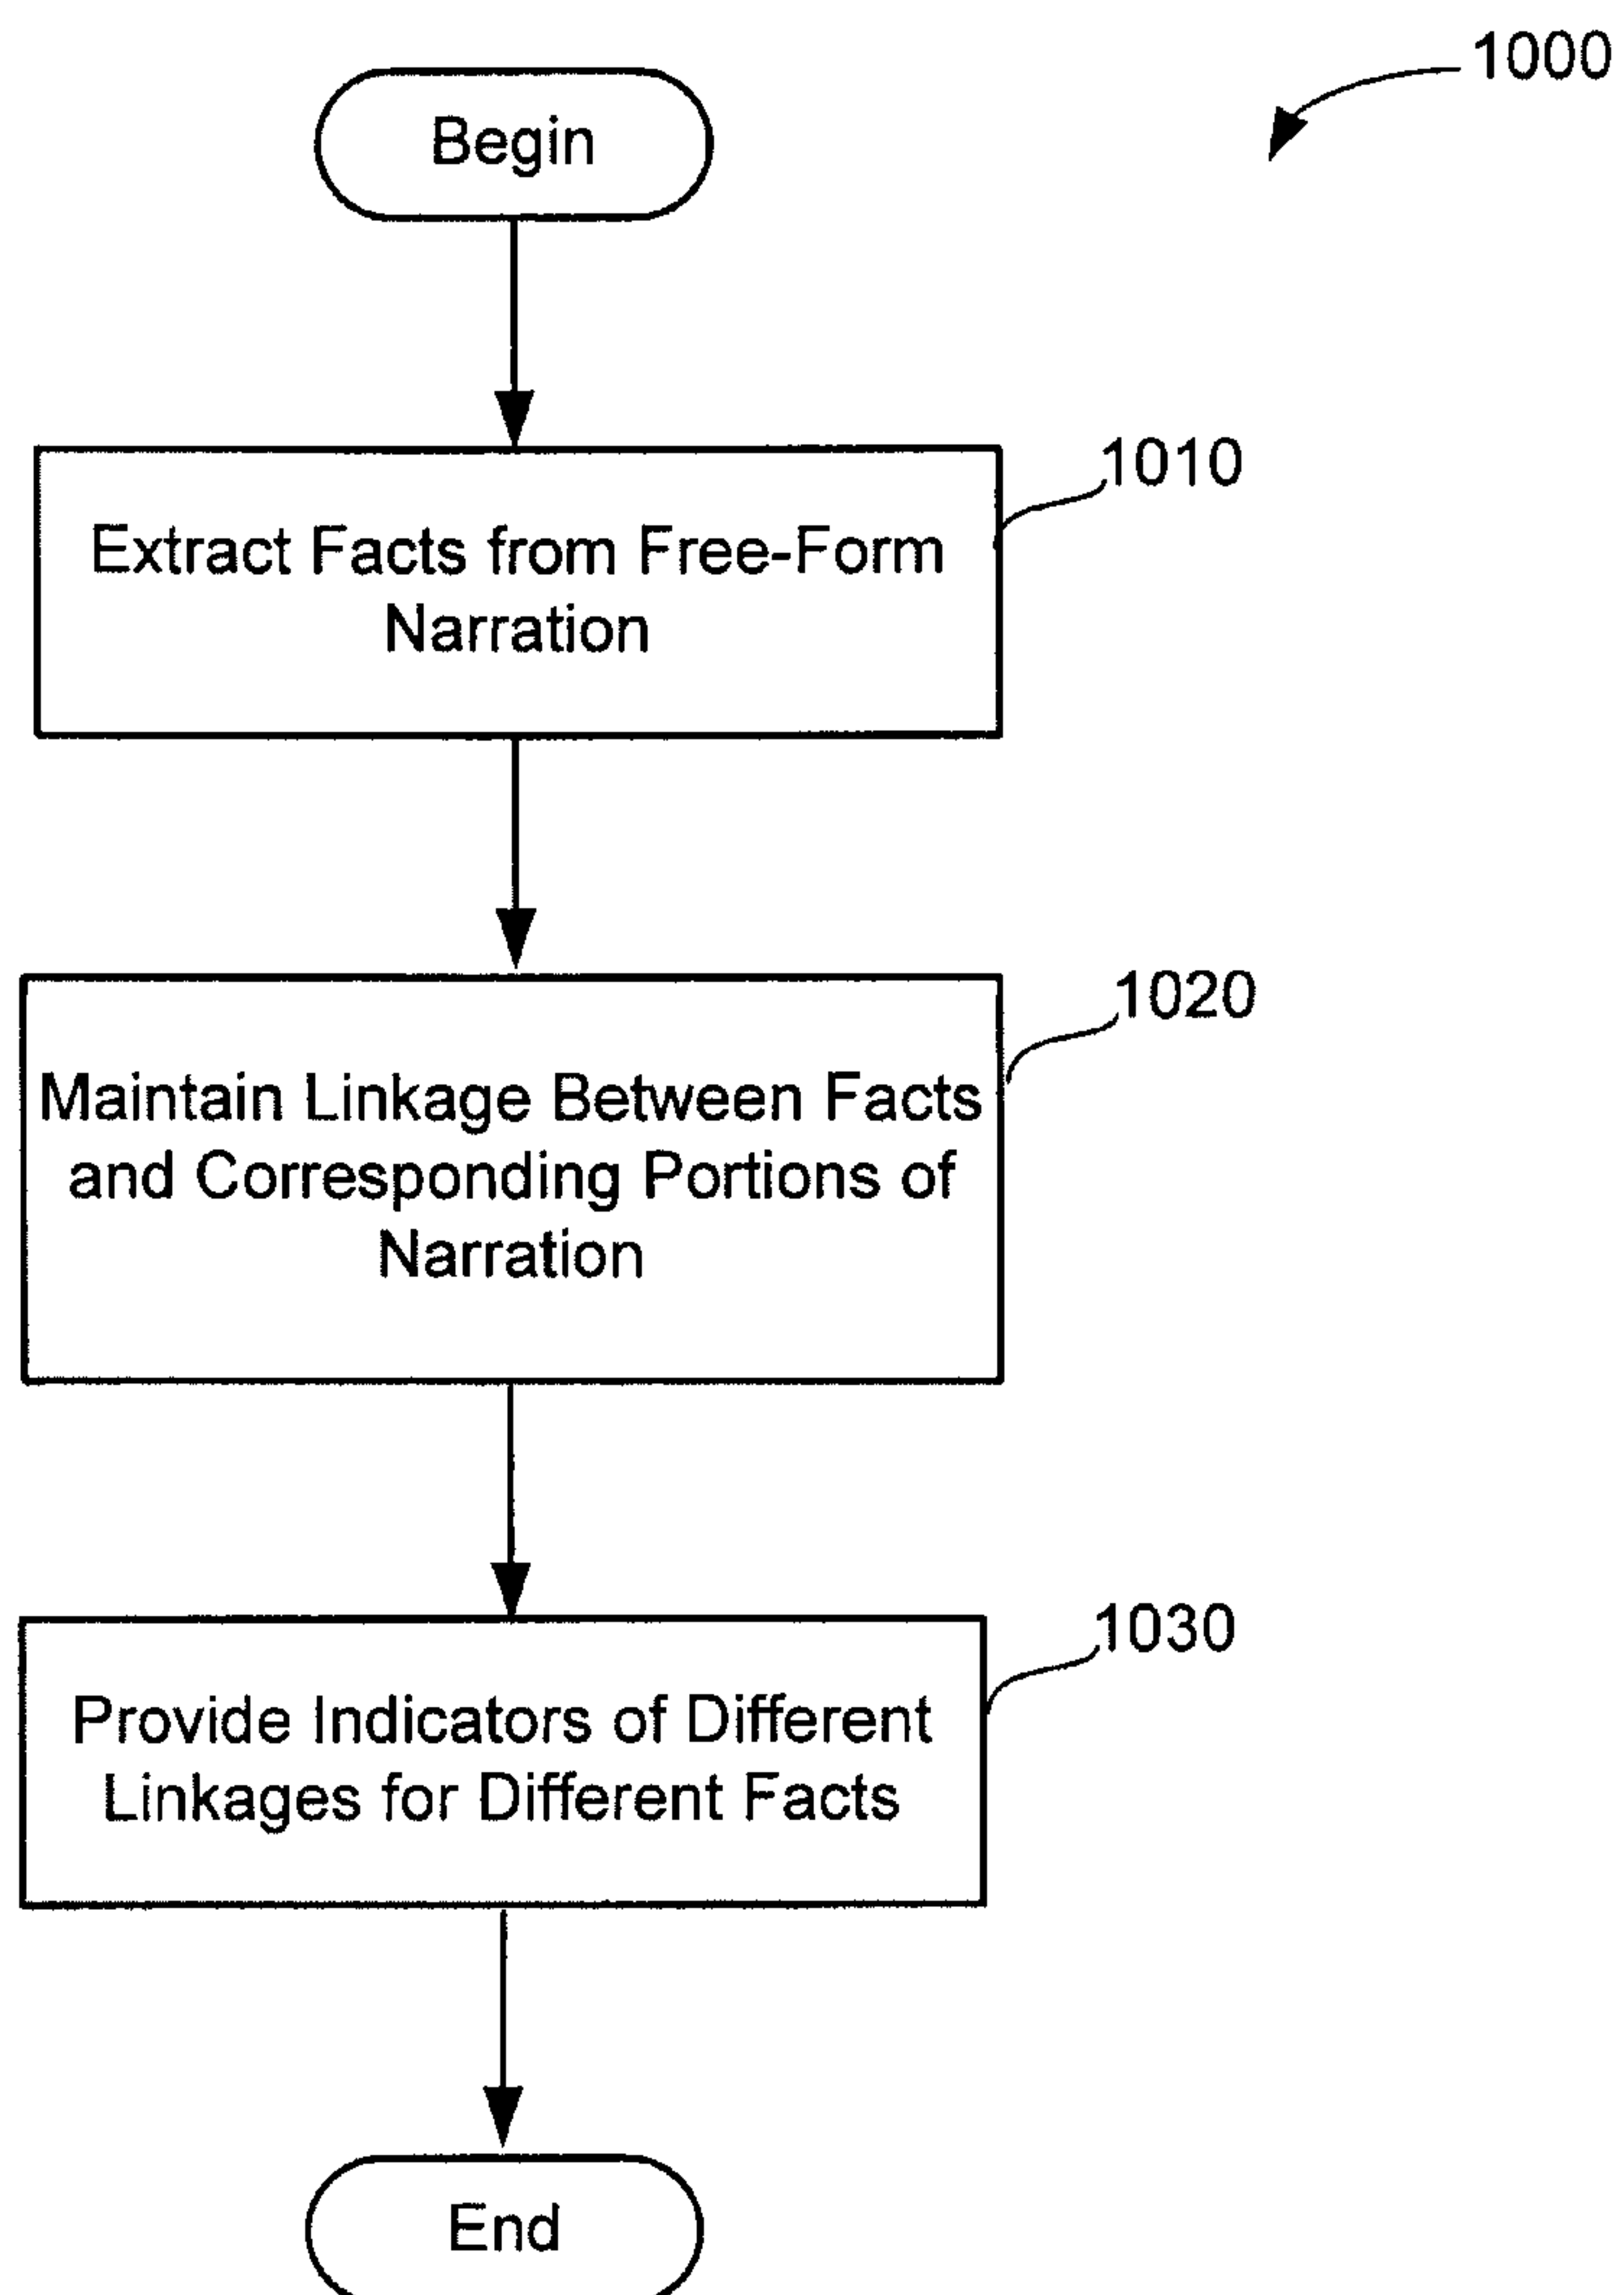 1000
Begin
1010
Extract Facts from Free-Form
Narration
1020
Maintain Linkage Between Facts
and Corresponding Portions of
Narration
1030
Provide Indicators of Different
Linkages for Different Facts
End